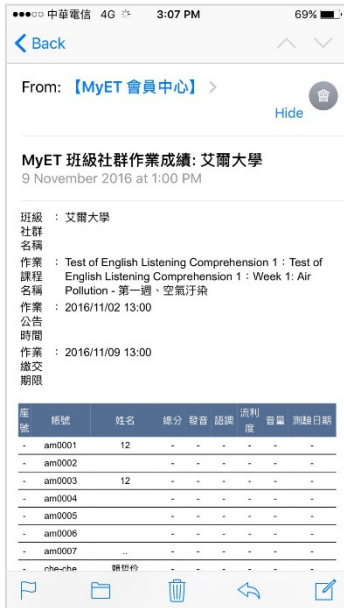 中華電信 4G 3:07 PM 69%
Back
From: 【MyET 會員中心】
會
Hide
MyET 班級社群作業成績: 艾爾大學
9 November 2016 at 1:00 PM
班級社群名稱 : 艾爾大學
作業課程名稱 : Test of English Listening Comprehension 1:Test of
English Listening Comprehension 1:Week 1: Air
Pollution - 第一週、空氣汙染
作業公告時間 : 2016/11/02 13:00
作業繳交期限 : 2016/11/09 13:00
座號 帳號 姓名 總分 發音 語調 流利度 音量 測驗日期
- am0001 12 - - - - - -
- am0002 - - - - - -
- am0003 12 - - - - - -
- am0004 - - - - - -
- am0005 - - - - - -
- am0006 - - - - - -
- am0007 .. - - - - - -
- che-che 賴哲伶 - - - - - -